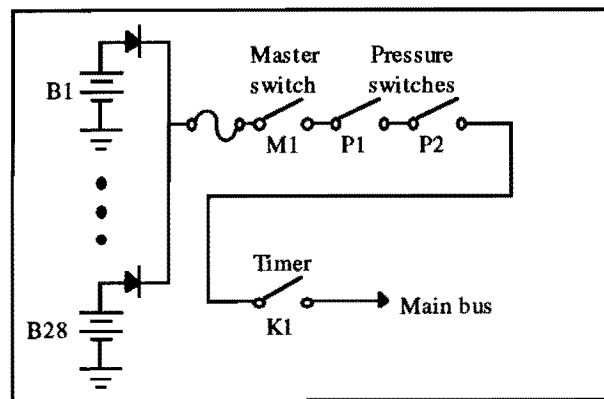 Master
switch
Pressure
switches
B1
M1
P1
P2
Timer
Main bus
K1
B28